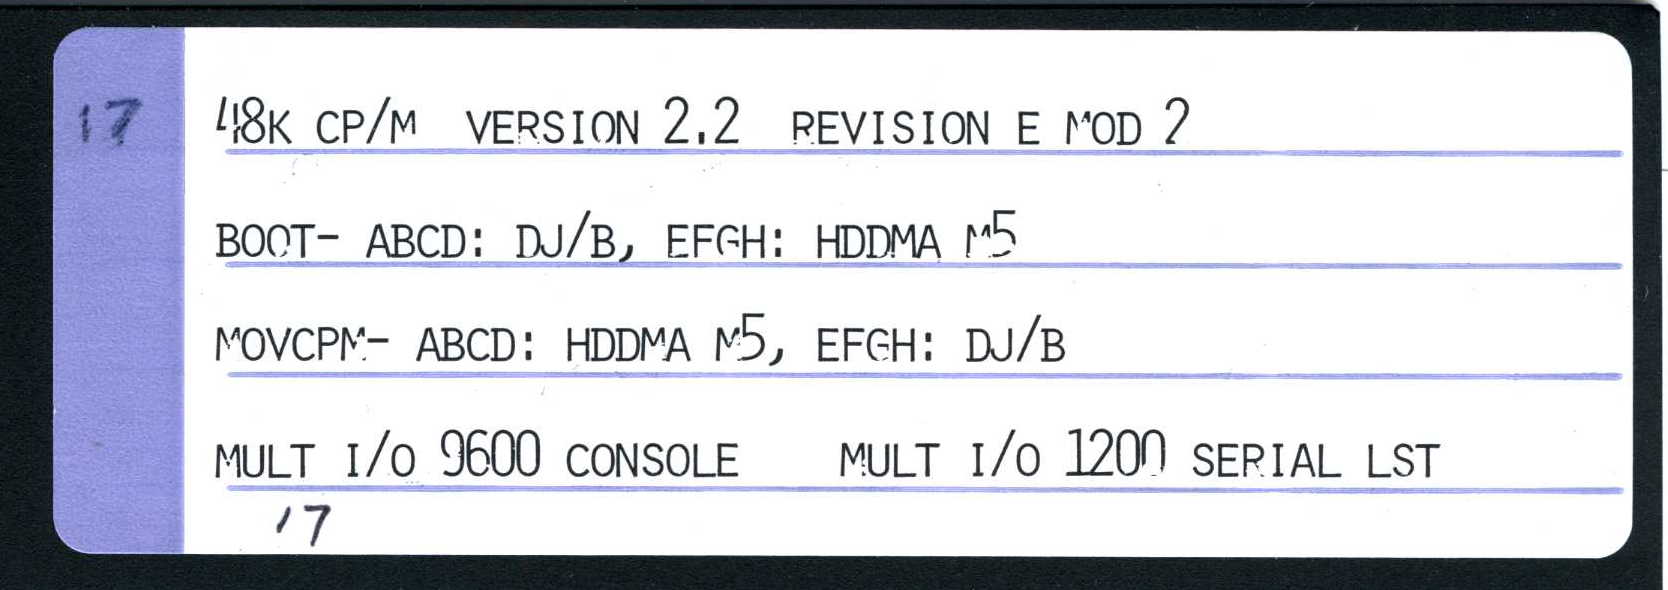 17
48K CP/M VERSION 2.2 REVISION E MOD 2
BOOT- ABCD: DJ/B, EFGH: HDDMA M5
MOVCPM- ABCD: HDDMA M5, EFGH: DJ/B
MULT I/O 9600 CONSOLE MULT I/O 1200 SERIAL LST
17